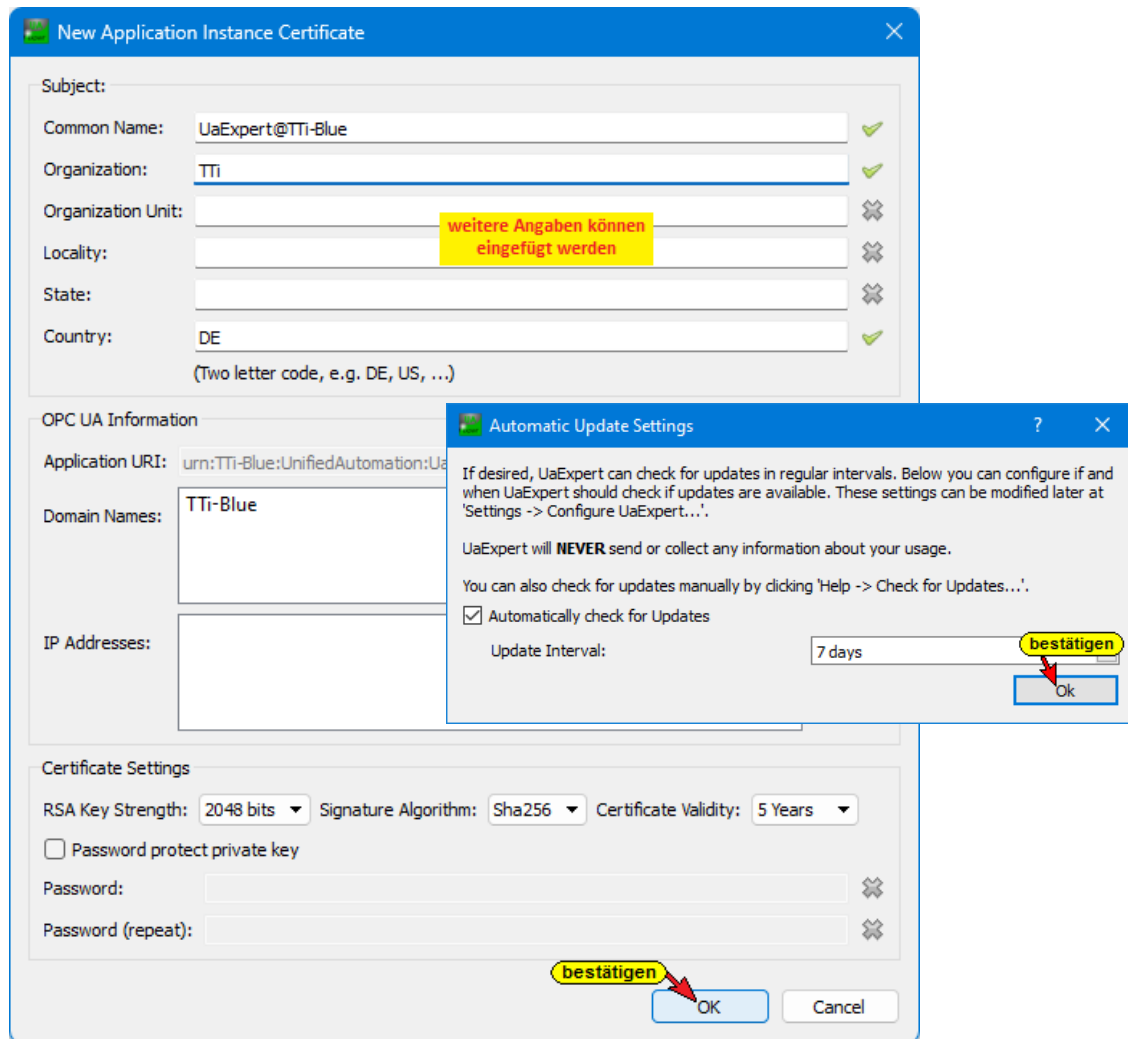 New Application Instance Certificate
Subject:
Common Name: UaExpert@TTi-Blue
Organization: TTi
Organization Unit:
weitere Angaben können
eingefügt werden
Locality:
State:
Country: DE
(Two letter code, e.g. DE, US, ...)
OPC UA Information
Application URI: urn:TTi-Blue:UnifiedAutomation:Ua
Domain Names: TTi-Blue
IP Addresses:
Automatic Update Settings ?
If desired, UaExpert can check for updates in regular intervals. Below you can configure if and
when UaExpert should check if updates are available. These settings can be modified later at
'Settings -> Configure UaExpert...'.
UaExpert will NEVER send or collect any information about your usage.
You can also check for updates manually by clicking 'Help -> Check for Updates...'.
Automatically check for Updates
Update Interval: 7 days
bestätigen
Ok
Certificate Settings
RSA Key Strength: 2048 bits Signature Algorithm: Sha256 Certificate Validity: 5 Years
Password protect private key
Password:
Password (repeat):
bestätigen
OK Cancel